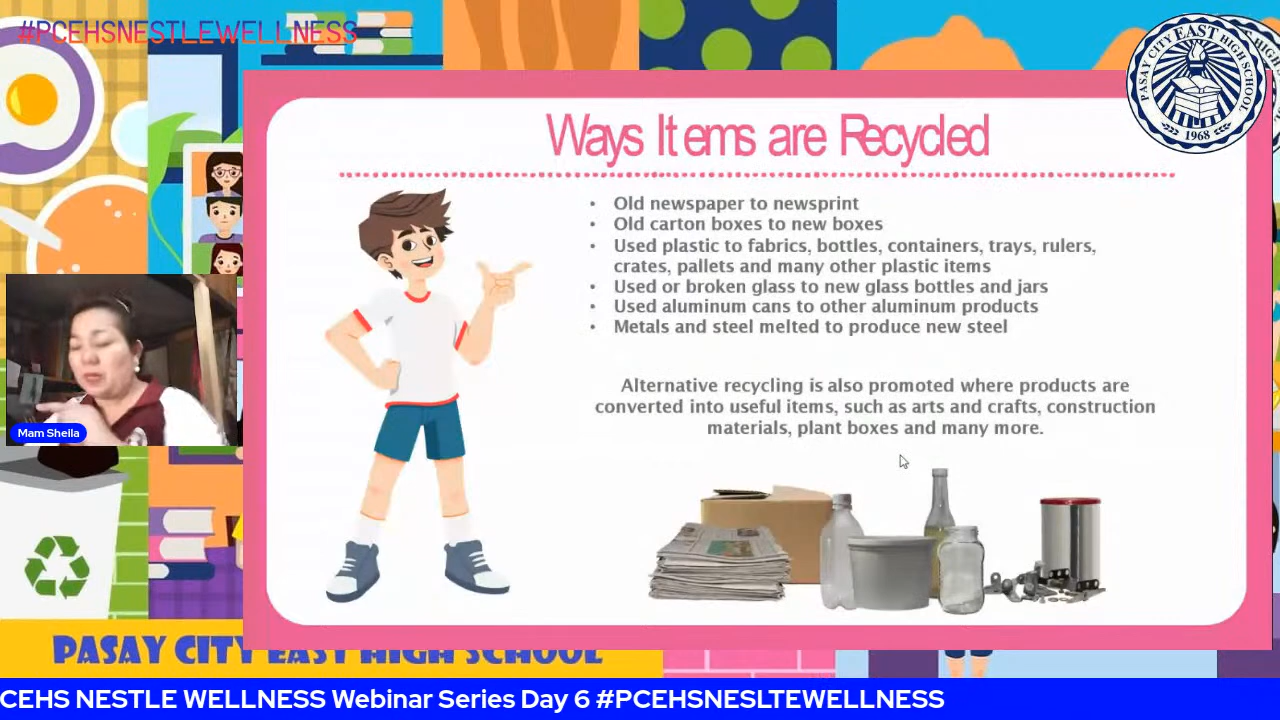 #PCEHSNESTLEWELLNESS
PASAY CITY EAST HIGH SCHOOL
1968
Ways Items are Recycled
• Old newspaper to newsprint
• Old carton boxes to new boxes
• Used plastic to fabrics, bottles, containers, trays, rulers,
crates, pallets and many other plastic items
• Used or broken glass to new glass bottles and jars
• Used aluminum cans to other aluminum products
• Metals and steel melted to produce new steel
Alternative recycling is also promoted where products are
converted into useful items, such as arts and crafts, construction
materials, plant boxes and many more.
Mam Sheila
PASAY CITY EAST HIGH SCHOOL
CEHS NESTLE WELLNESS Webinar Series Day 6 #PCEHSNESLTEWELLNESS